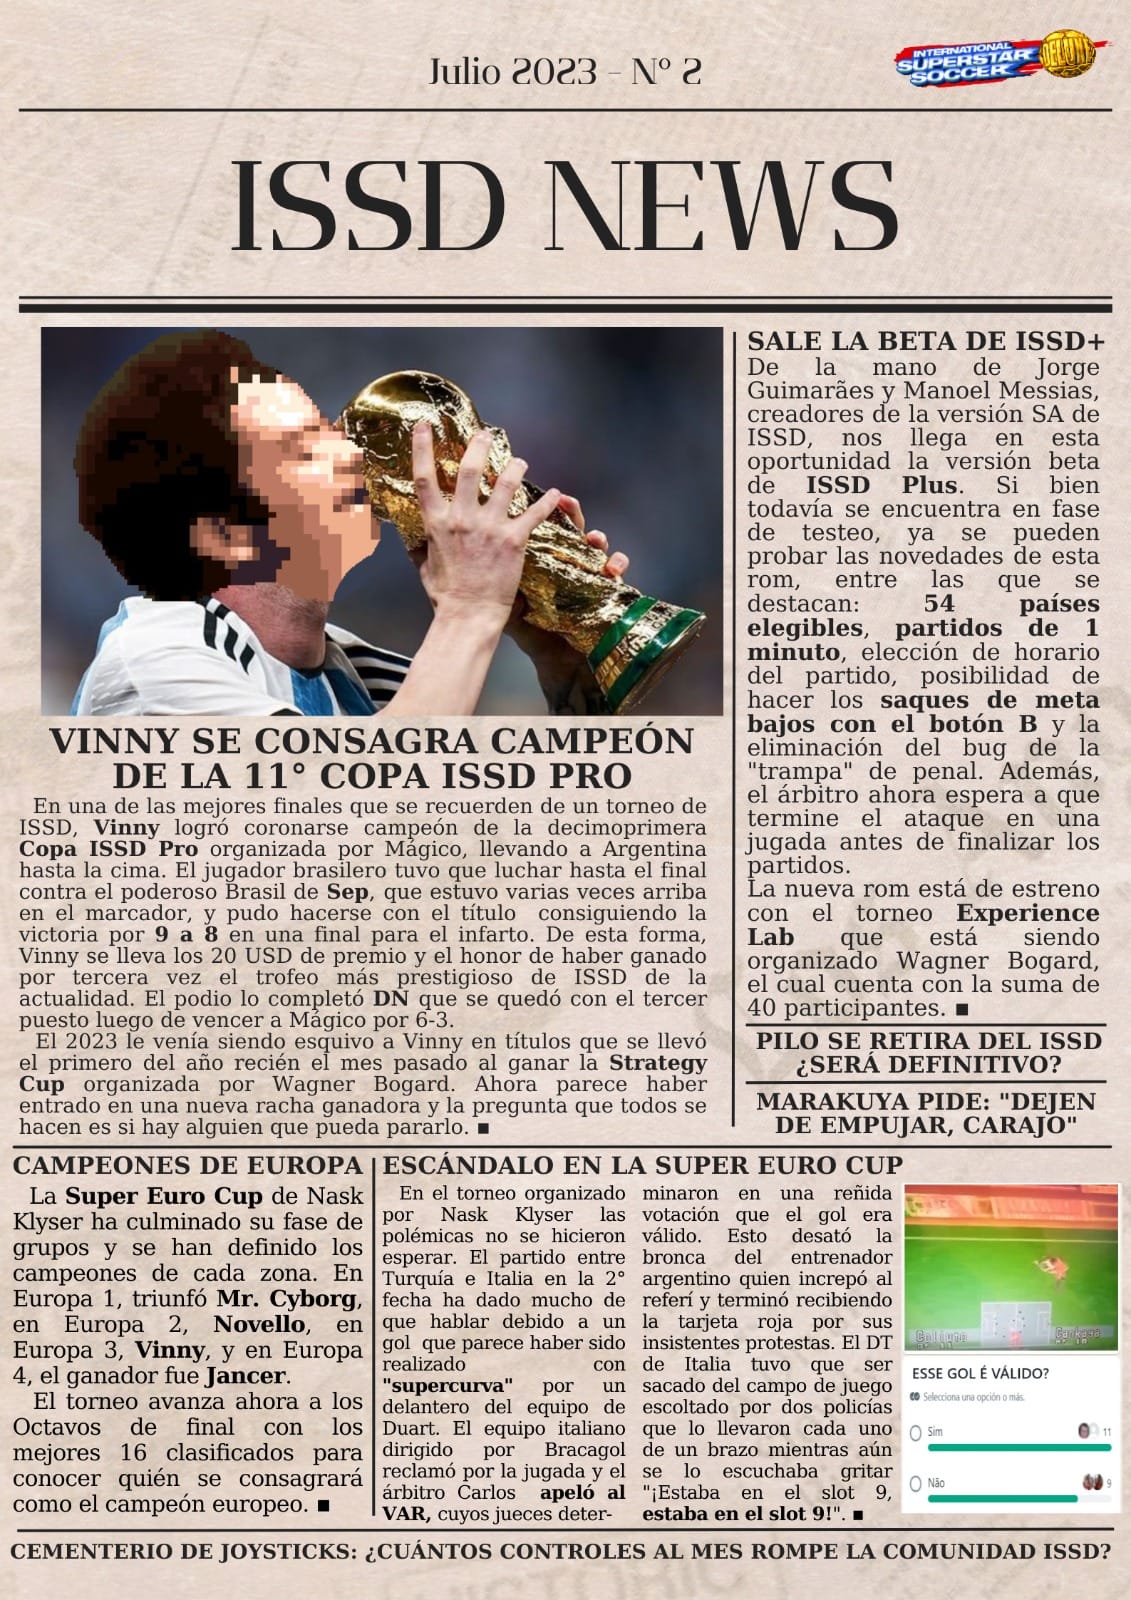 Julio 2023 - Nº 2
INTERNATIONAL
SUPERSTAR
SOCCER
DELUXE
ISSD NEWS
VINNY SE CONSAGRA CAMPEÓN
DE LA 11° COPA ISSD PRO
En una de las mejores finales que se recuerden de un torneo de
ISSD, Vinny logró coronarse campeón de la decimoprimera
Copa ISSD Pro organizada por Mágico, llevando a Argentina
hasta la cima. El jugador brasilero tuvo que luchar hasta el final
contra el poderoso Brasil de Sep, que estuvo varias veces arriba
en el marcador, y pudo hacerse con el título consiguiendo la
victoria por 9 a 8 en una final para el infarto. De esta forma,
Vinny se lleva los 20 USD de premio y el honor de haber ganado
por tercera vez el trofeo más prestigioso de ISSD de la
actualidad. El podio lo completó DN que se quedó con el tercer
puesto luego de vencer a Mágico por 6-3.
El 2023 le venía siendo esquivo a Vinny en títulos que se llevó
el primero del año recién el mes pasado al ganar la Strategy
Cup organizada por Wagner Bogard. Ahora parece haber
entrado en una nueva racha ganadora y la pregunta que todos se
hacen es si hay alguien que pueda pararlo. ■
SALE LA BETA DE ISSD+
De la mano de Jorge
Guimarães y Manoel Messias,
creadores de la versión SA de
ISSD, nos llega en esta
oportunidad la versión beta
de ISSD Plus. Si bien
todavía se encuentra en fase
de testeo, ya se pueden
probar las novedades de esta
rom, entre las que se
destacan: 54 países
elegibles, partidos de 1
minuto, elección de horario
del partido, posibilidad de
hacer los saques de meta
bajos con el botón B y la
eliminación del bug de la
"trampa" de penal. Además,
el árbitro ahora espera a que
termine el ataque en una
jugada antes de finalizar los
partidos.
La nueva rom está de estreno
con el torneo Experience
Lab que está siendo
organizado Wagner Bogard,
el cual cuenta con la suma de
40 participantes. ■
PILO SE RETIRA DEL ISSD
¿SERÁ DEFINITIVO?
MARAKUYA PIDE: "DEJEN
DE EMPUJAR, CARAJO"
CAMPEONES DE EUROPA
La Super Euro Cup de Nask
Klyser ha culminado su fase de
grupos y se han definido los
campeones de cada zona. En
Europa 1, triunfó Mr. Cyborg,
en Europa 2, Novello, en
Europa 3, Vinny, y en Europa
4, el ganador fue Jancer.
El torneo avanza ahora a los
Octavos de final con los
mejores 16 clasificados para
conocer quién se consagrará
como el campeón europeo. ■
ESCÁNDALO EN LA SUPER EURO CUP
En el torneo organizado
por Nask Klyser las
polémicas no se hicieron
esperar. El partido entre
Turquía e Italia en la 2°
fecha ha dado mucho de
que hablar debido a un
gol que parece haber sido
realizado con
"supercurva" por un
delantero del equipo de
Duart. El equipo italiano
dirigido por Bracagol
reclamó por la jugada y el
árbitro Carlos apeló al
VAR, cuyos jueces deter-
minaron en una reñida
votación que el gol era
válido. Esto desató la
bronca del entrenador
argentino quien increpó al
referí y terminó recibiendo
la tarjeta roja por sus
insistentes protestas. El DT
de Italia tuvo que ser
sacado del campo de juego
escoltado por dos policías
que lo llevaron cada uno
de un brazo mientras aún
se lo escuchaba gritar
"¡Estaba en el slot 9,
estaba en el slot 9!". ■
ESSE GOL É VÁLIDO?
Selecciona una opción o más.
Sim 11
Não 9
CEMENTERIO DE JOYSTICKS: ¿CUÁNTOS CONTROLES AL MES ROMPE LA COMUNIDAD ISSD?